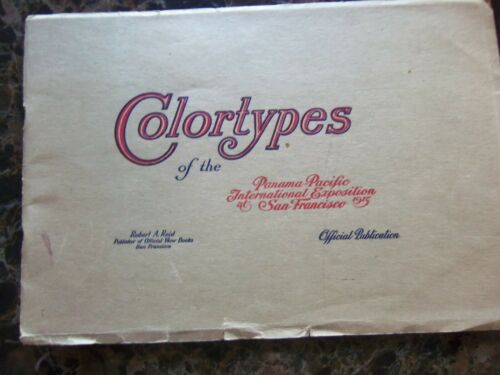 Colortypes
of the
Panama-Pacific
International Exposition
at San Francisco 1915
Robert A. Reid
Publisher of Official View Books
San Francisco
Official Publication